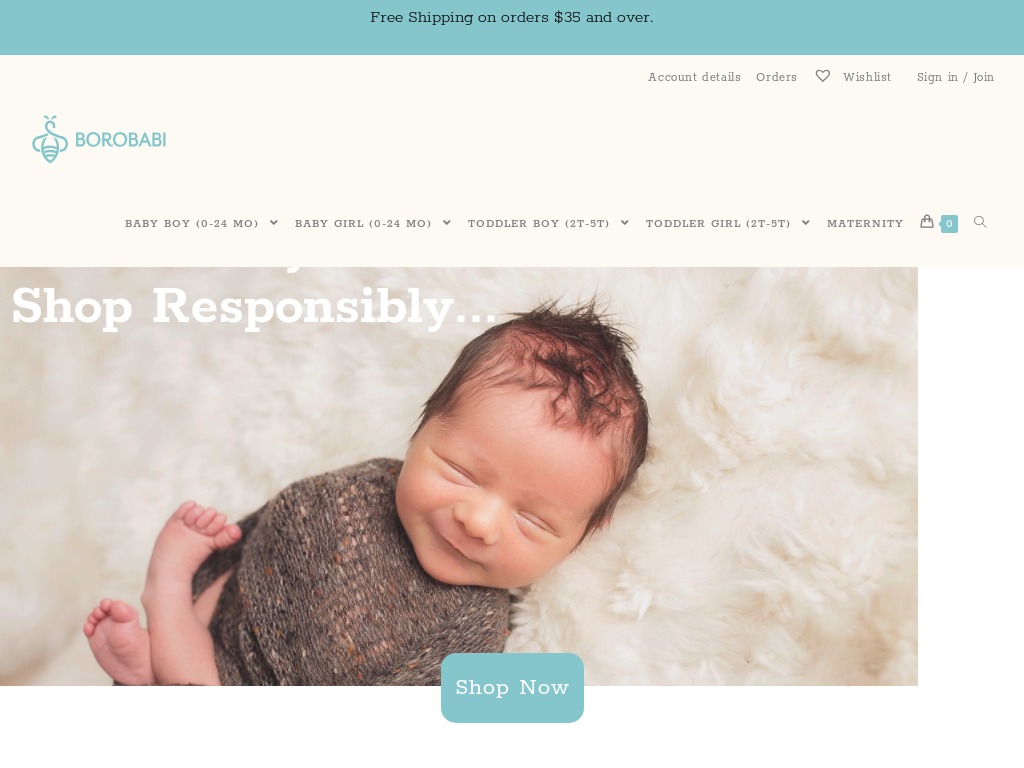 Free Shipping on orders $35 and over.
Account details Orders Wishlist Sign in / Join
BOROBABI
BABY BOY (0-24 MO) BABY GIRL (0-24 MO) TODDLER BOY (2T-5T) TODDLER GIRL (2T-5T) MATERNITY 0
Shop Responsibly...
Shop Now